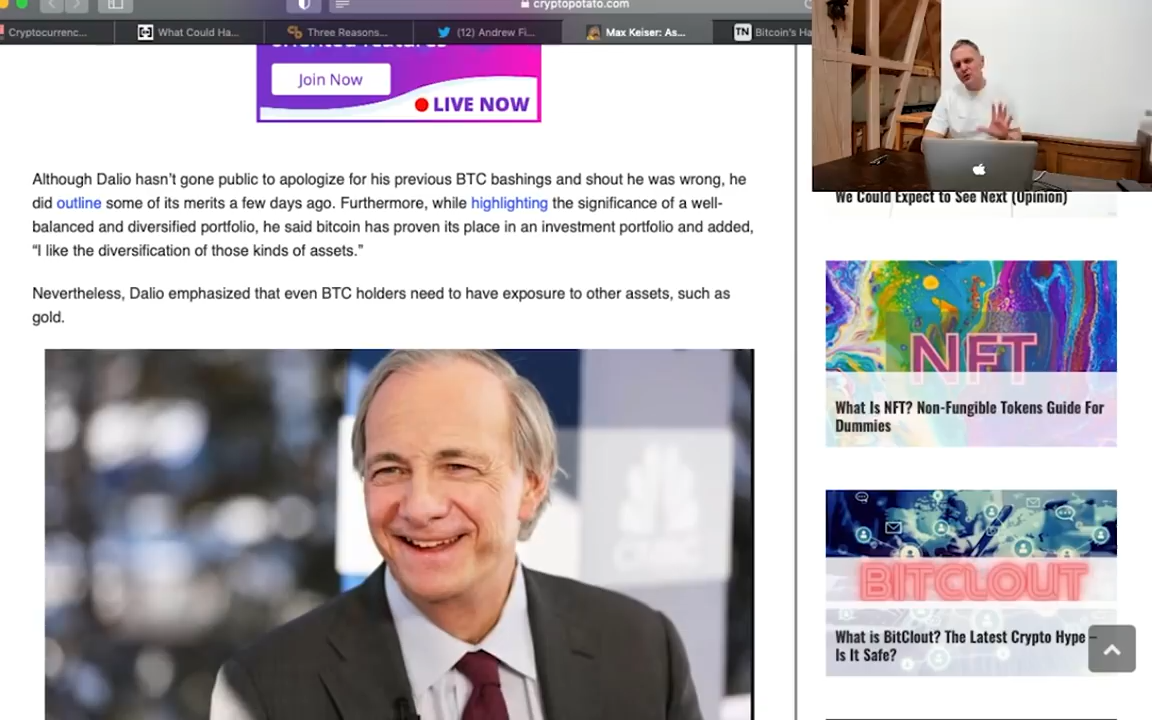 cryptopotato.com
Cryptocurrenc...
What Could Ha...
Three Reasons...
(12) Andrew Fi...
Max Keiser: As...
TN
Bitcoin's Ha
oriented features
Join Now
LIVE NOW
Although Dalio hasn't gone public to apologize for his previous BTC bashings and shout he was wrong, he
did outline some of its merits a few days ago. Furthermore, while highlighting the significance of a well-
balanced and diversified portfolio, he said bitcoin has proven its place in an investment portfolio and added,
“I like the diversification of those kinds of assets.”
Nevertheless, Dalio emphasized that even BTC holders need to have exposure to other assets, such as
gold.
CNBC
We Could Expect to See Next (Opinion)
NFT
What Is NFT? Non-Fungible Tokens Guide For
Dummies
BITCLOUT
What is BitClout? The Latest Crypto Hype –
Is It Safe?